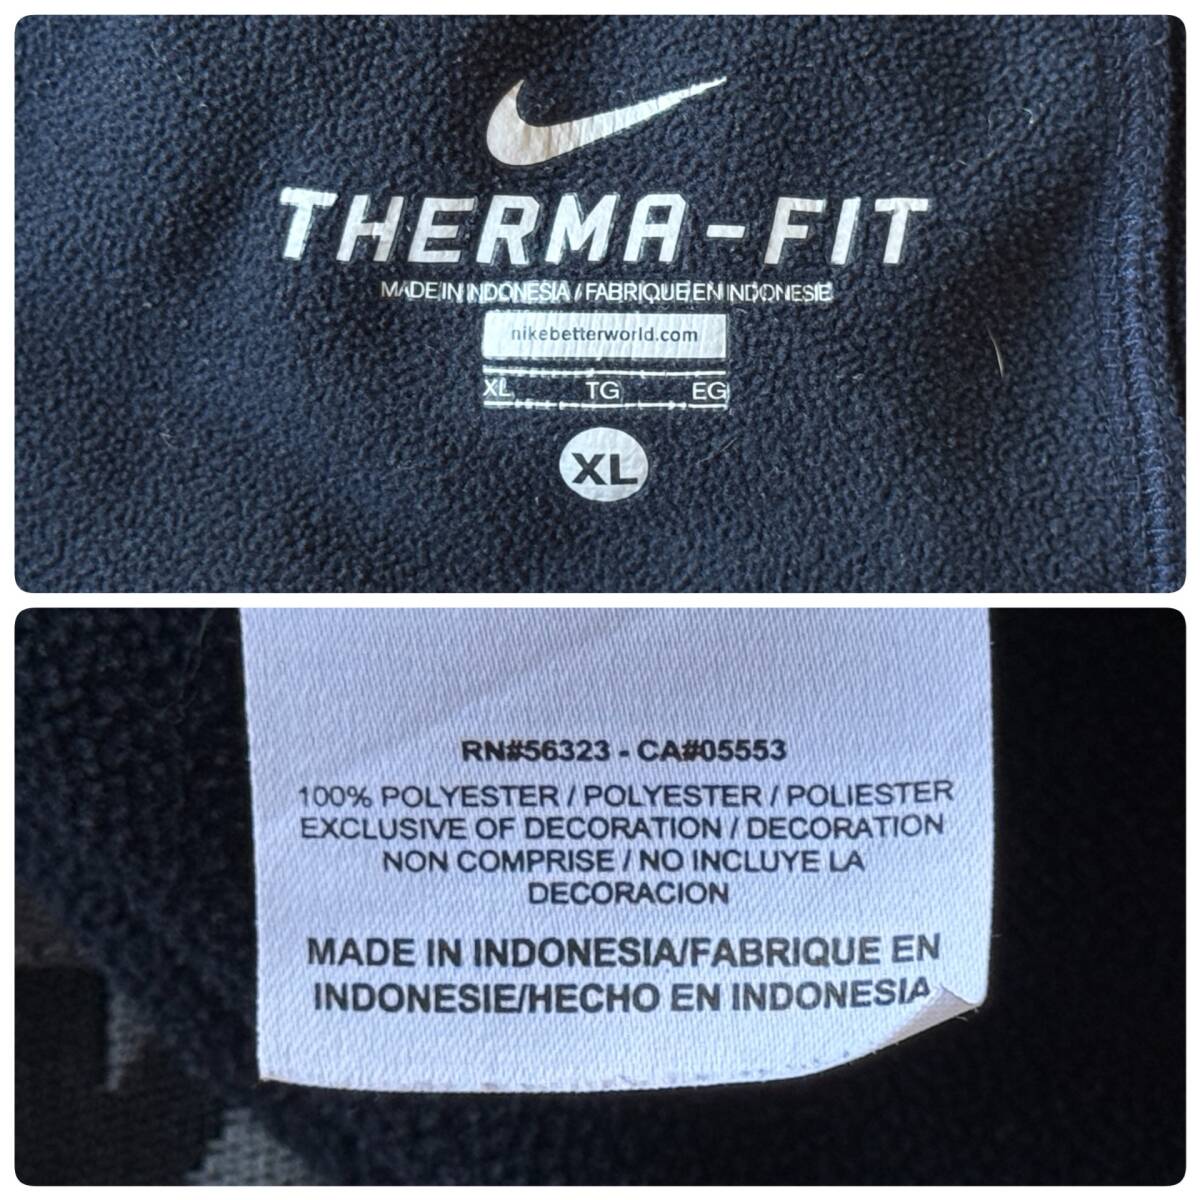 THERMA-FIT
MADE IN INDONESIA / FABRIQUE EN INDONESIE
nikebetterworld.com
XL TG EG
XL
RN#56323 - CA#05553
100% POLYESTER / POLYESTER / POLIESTER
EXCLUSIVE OF DECORATION / DECORATION
NON COMPRISE / NO INCLUYE LA
DECORACION
MADE IN INDONESIA/FABRIQUE EN
INDONESIE/HECHO EN INDONESIA